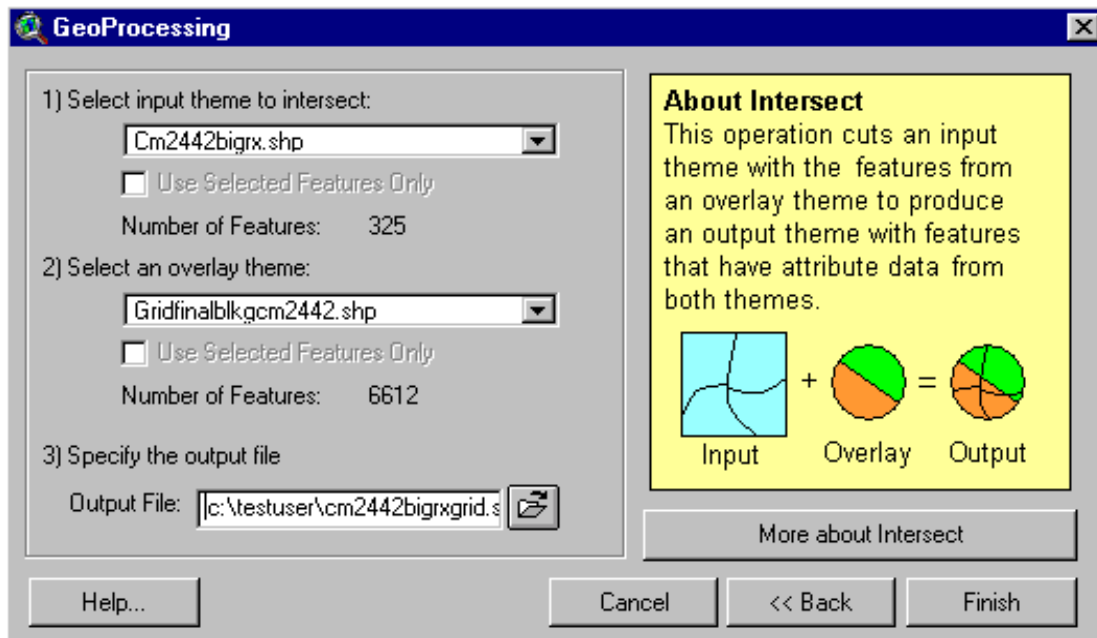 GeoProcessing
1) Select input theme to intersect:
Cm2442bigrx.shp
Use Selected Features Only
Number of Features: 325
2) Select an overlay theme:
Gridfinalblkgcm2442.shp
Use Selected Features Only
Number of Features: 6612
3) Specify the output file
Output File: c:\testuser\cm2442bigrxgrid.s
About Intersect
This operation cuts an input
theme with the features from
an overlay theme to produce
an output theme with features
that have attribute data from
both themes.
+ =
Input Overlay Output
More about Intersect
Help... Cancel << Back Finish